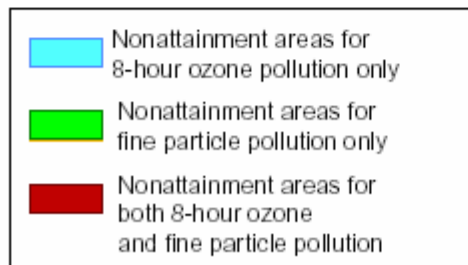 Nonattainment areas for
8-hour ozone pollution only
Nonattainment areas for
fine particle pollution only
Nonattainment areas for
both 8-hour ozone
and fine particle pollution